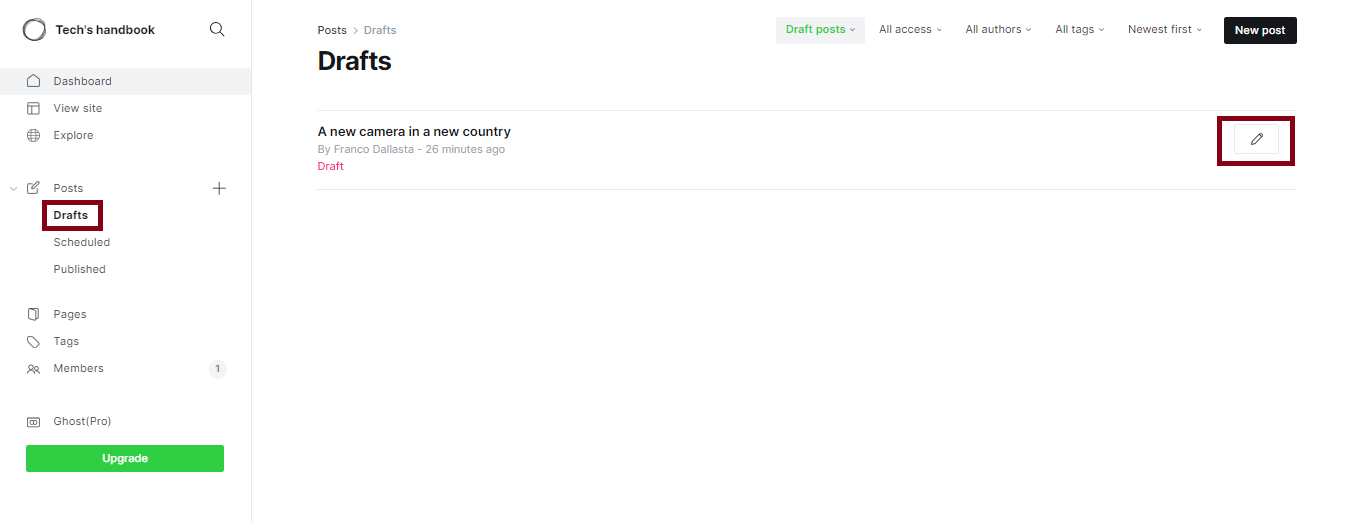 Tech's handbook
Dashboard
View site
Explore
Posts
Drafts
Scheduled
Published
Pages
Tags
Members 1
Ghost(Pro)
Upgrade
Posts > Drafts
Draft posts All access All authors All tags Newest first New post
Drafts
A new camera in a new country
By Franco Dallasta - 26 minutes ago
Draft